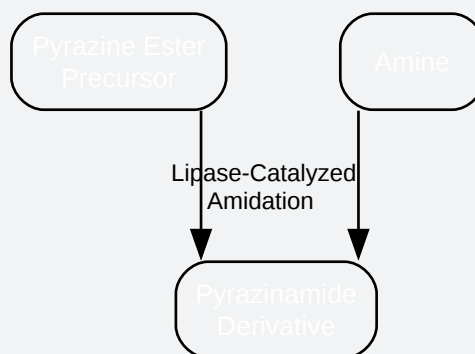 Pyrazine Ester
Precursor
Amine
Lipase-Catalyzed
Amidation
Pyrazinamide
Derivative